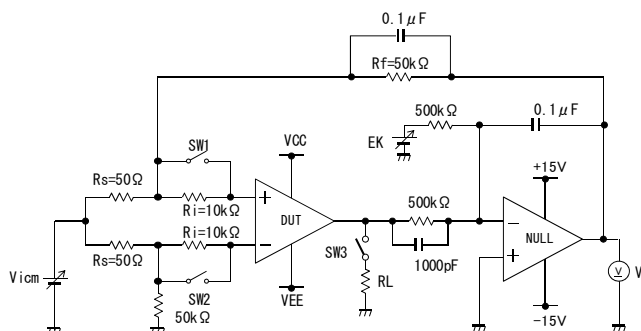 0.1μF
Rf=50kΩ
500kΩ
0.1μF
EK
SW1
VCC
+15V
Rs=50Ω
Ri=10kΩ
Ri=10kΩ
DUT
500kΩ
NULL
Rs=50Ω
SW3
1000pF
Vicm
SW2
50kΩ
VEE
RL
-15V
V
V